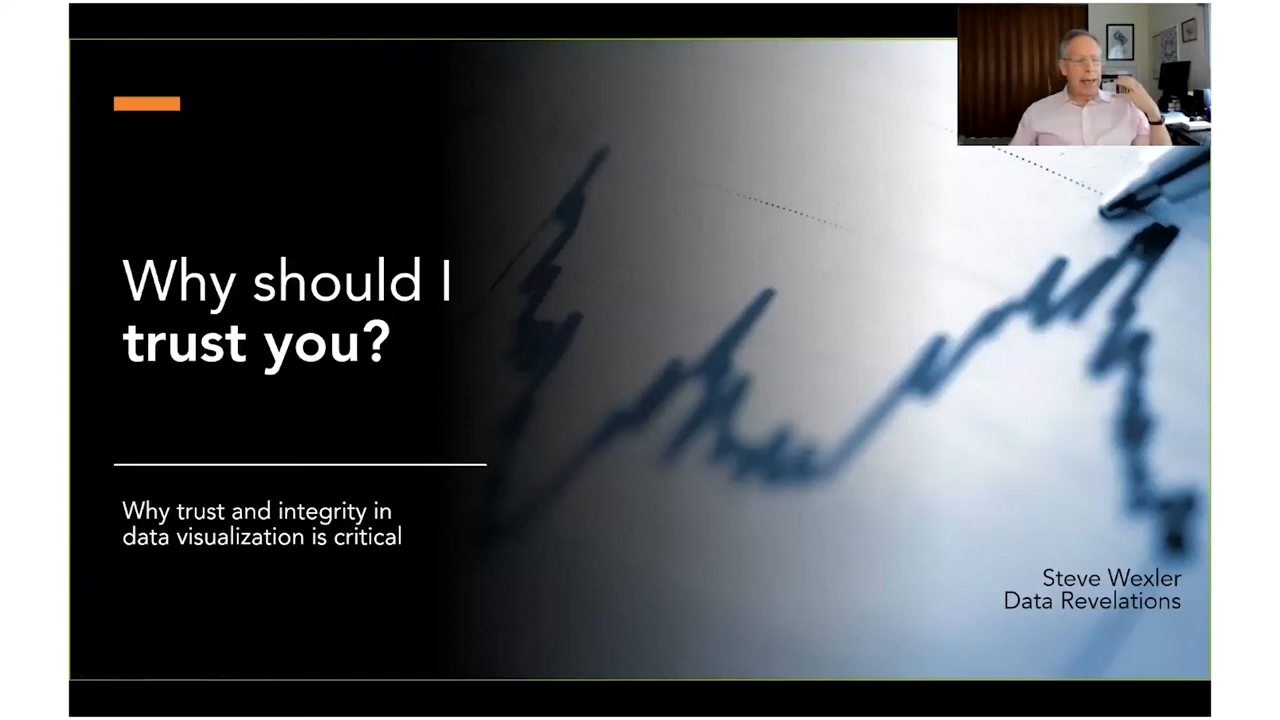 Why should I
trust you?
Why trust and integrity in
data visualization is critical
Steve Wexler
Data Revelations